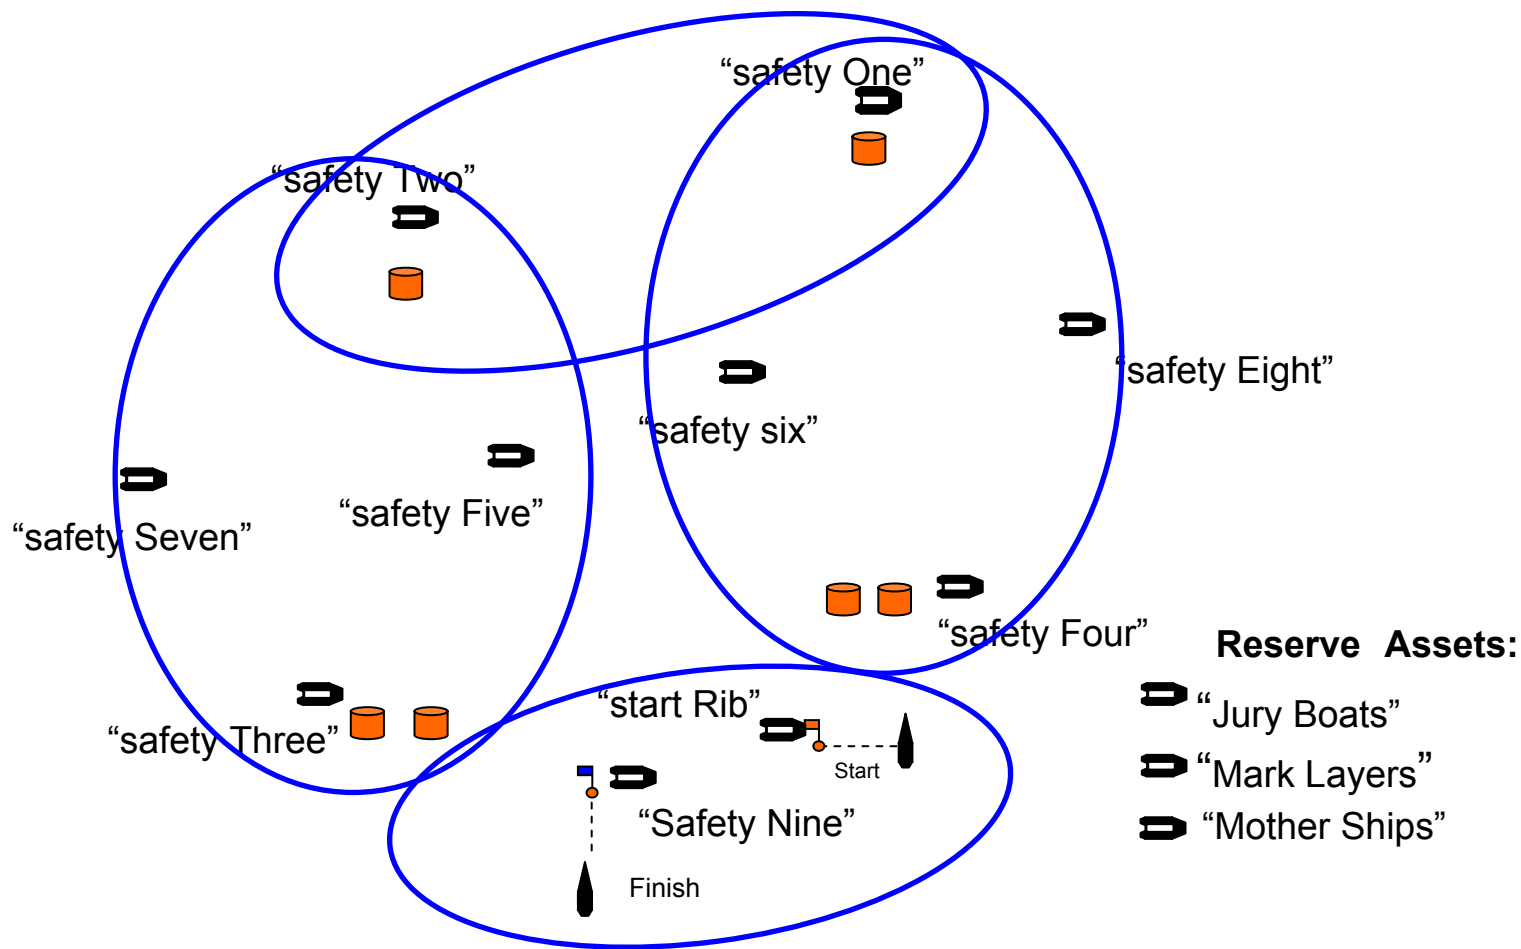 “safety One”
“safety Two”
“safety Eight”
“safety six”
“safety Five”
“safety Seven”
“safety Four”
Reserve Assets:
“start Rib”
“Jury Boats”
“safety Three”
Start
“Mark Layers”
“Safety Nine”
“Mother Ships”
Finish